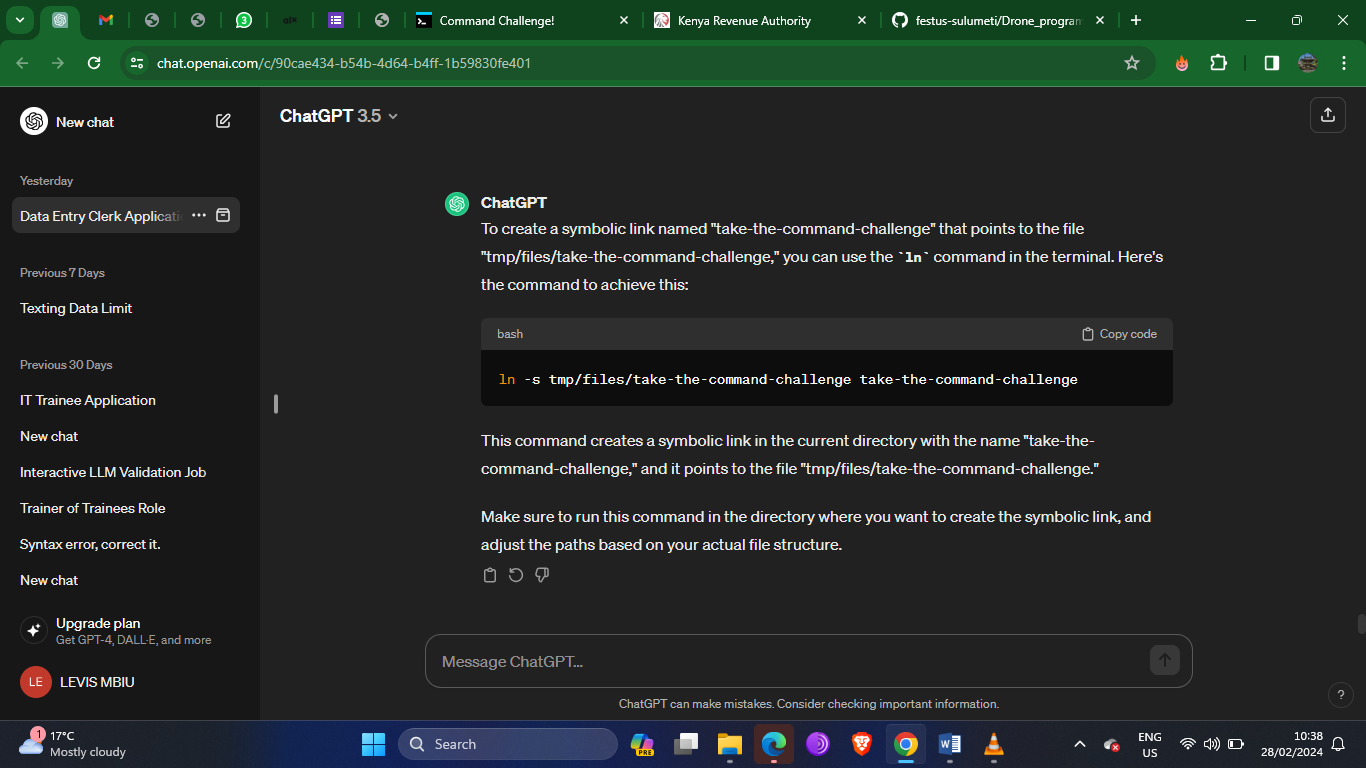 3
Command Challenge!
Kenya Revenue Authority
festus-sulumeti/Drone_progran
chat.openai.com/c/90cae434-b54b-4d64-b4ff-1b59830fe401
New chat
ChatGPT 3.5
Yesterday
Data Entry Clerk Applicati
Previous 7 Days
Texting Data Limit
Previous 30 Days
IT Trainee Application
New chat
Interactive LLM Validation Job
Trainer of Trainees Role
Syntax error, correct it.
New chat
Upgrade plan
Get GPT-4, DALL·E, and more
LE
LEVIS MBIU
ChatGPT
To create a symbolic link named "take-the-command-challenge" that points to the file
"tmp/files/take-the-command-challenge," you can use the `ln` command in the terminal. Here's
the command to achieve this:
bash
Copy code
ln -s tmp/files/take-the-command-challenge take-the-command-challenge
This command creates a symbolic link in the current directory with the name "take-the-
command-challenge," and it points to the file "tmp/files/take-the-command-challenge."
Make sure to run this command in the directory where you want to create the symbolic link, and
adjust the paths based on your actual file structure.
Message ChatGPT...
ChatGPT can make mistakes. Consider checking important information.
?
1
17°C
Mostly cloudy
Search
PRE
ENG
US
10:38
28/02/2024